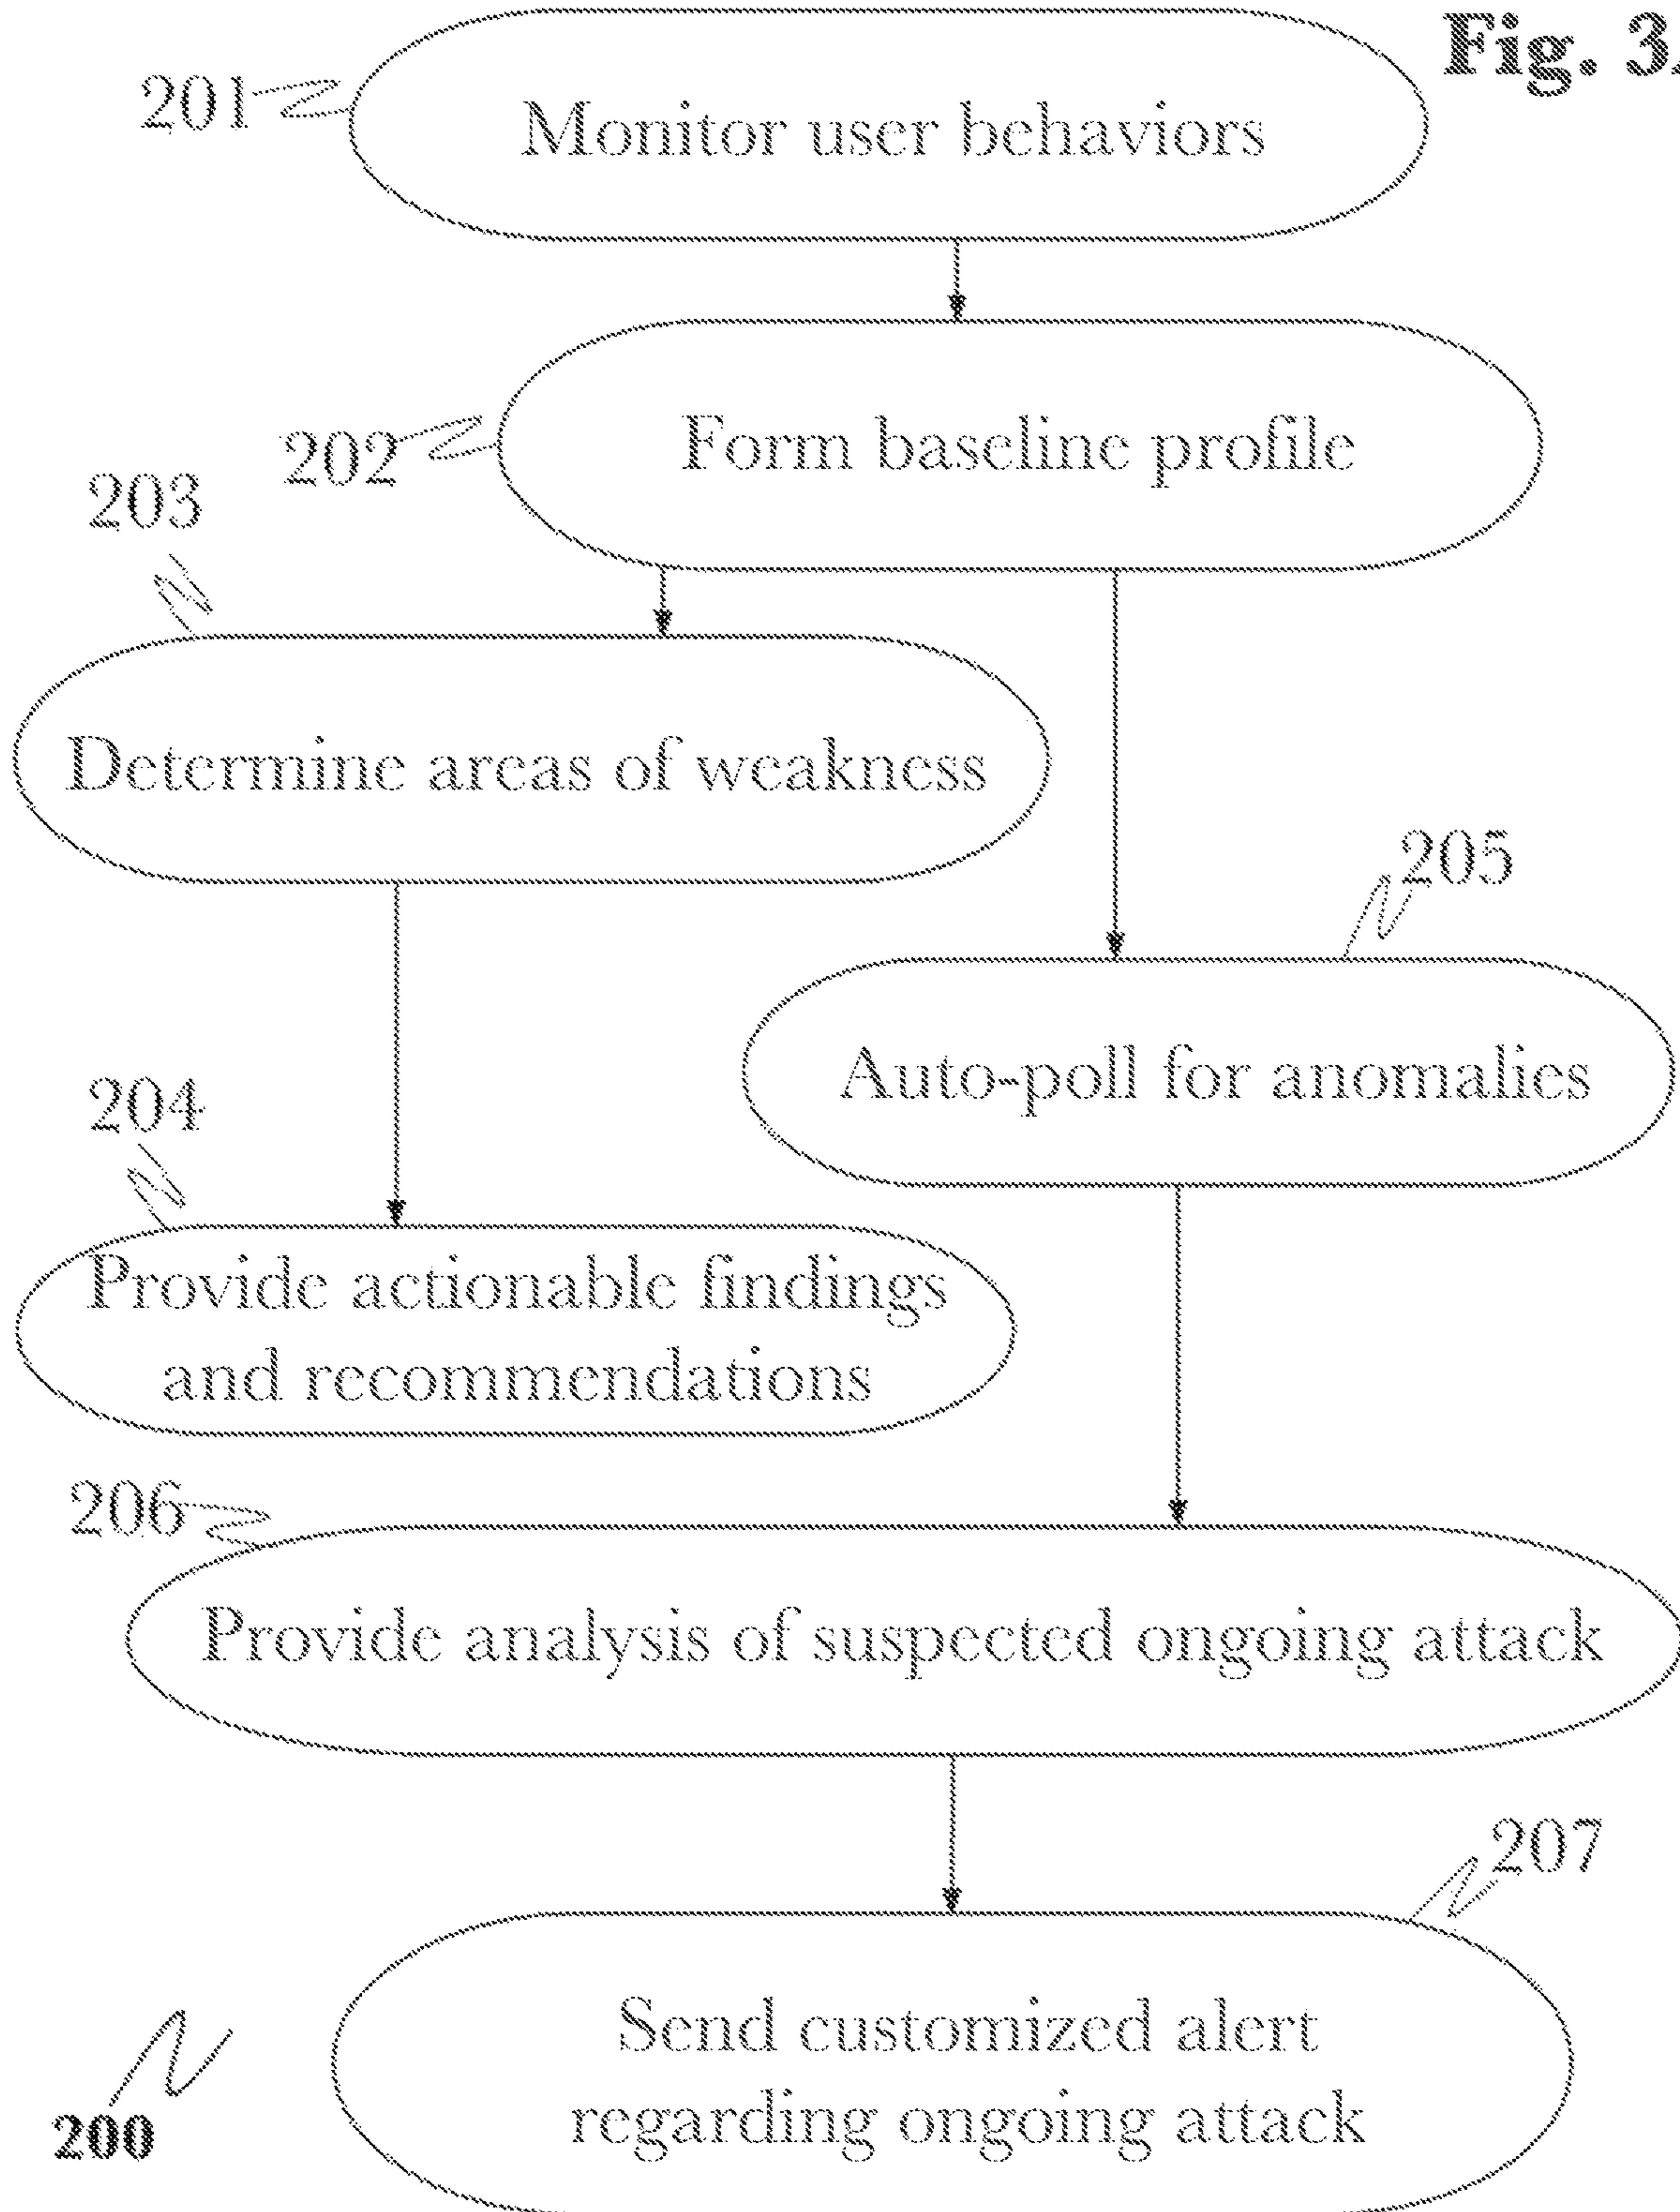 Fig. 3
201
Monitor user behaviors
202
Form baseline profile
203
Determine areas of weakness
205
Auto-poll for anomalies
204
Provide actionable findings
and recommendations
206
Provide analysis of suspected ongoing attack
207
Send customized alert
regarding ongoing attack
200